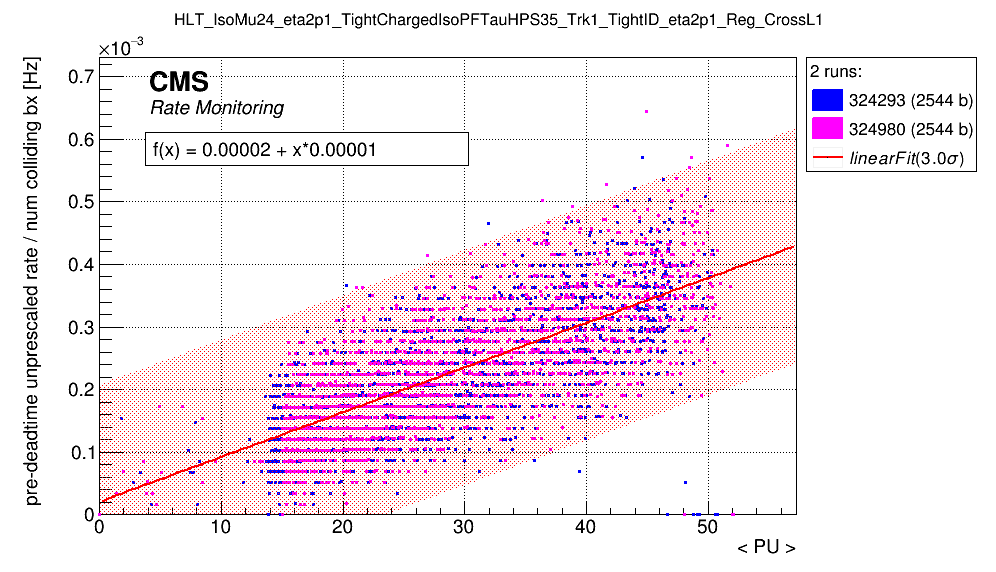 HLT_IsoMu24_eta2p1_TightChargedIsoPFTauHPS35_Trk1_TightID_eta2p1_Reg_CrossL1
×10⁻³
pre-deadtime unprescaled rate / num colliding bx [Hz]
0.7
0.6
0.5
0.4
0.3
0.2
0.1
0
CMS
Rate Monitoring
f(x) = 0.00002 + x*0.00001
2 runs:
324293 (2544 b)
324980 (2544 b)
linearFit(3.0σ)
0 10 20 30 40 50
< PU >